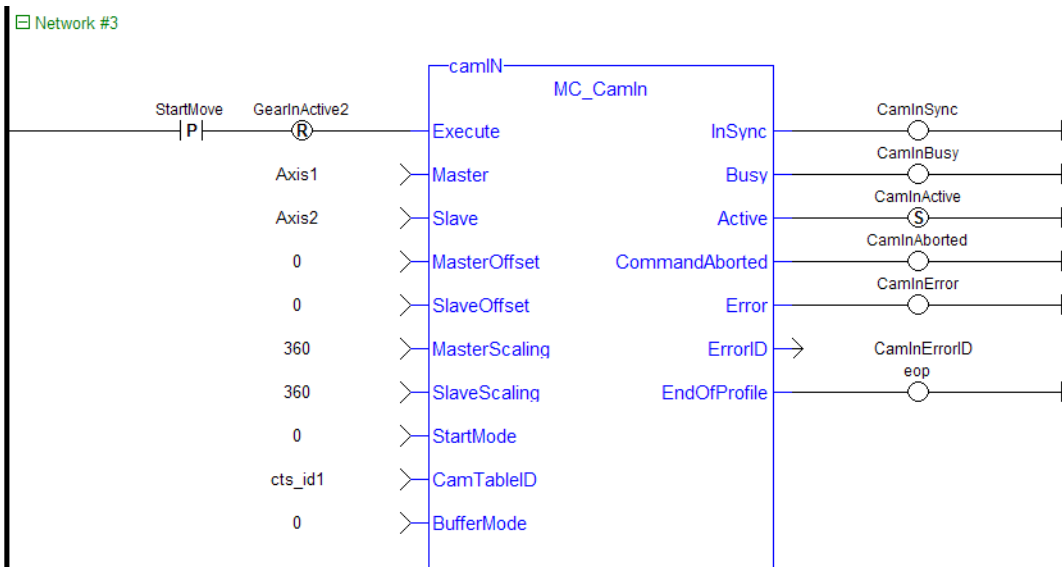 Network #3
camIN
MC_CamIn
StartMove GearInActive2 CamInSync
P R Execute InSync
CamInBusy
Axis1 Master Busy
CamInActive
Axis2 Slave Active S
CamInAborted
0 MasterOffset CommandAborted
CamInError
0 SlaveOffset Error
360 MasterScaling ErrorID CamInErrorID
eop
360 SlaveScaling EndOfProfile
0 StartMode
cts_id1 CamTableID
0 BufferMode